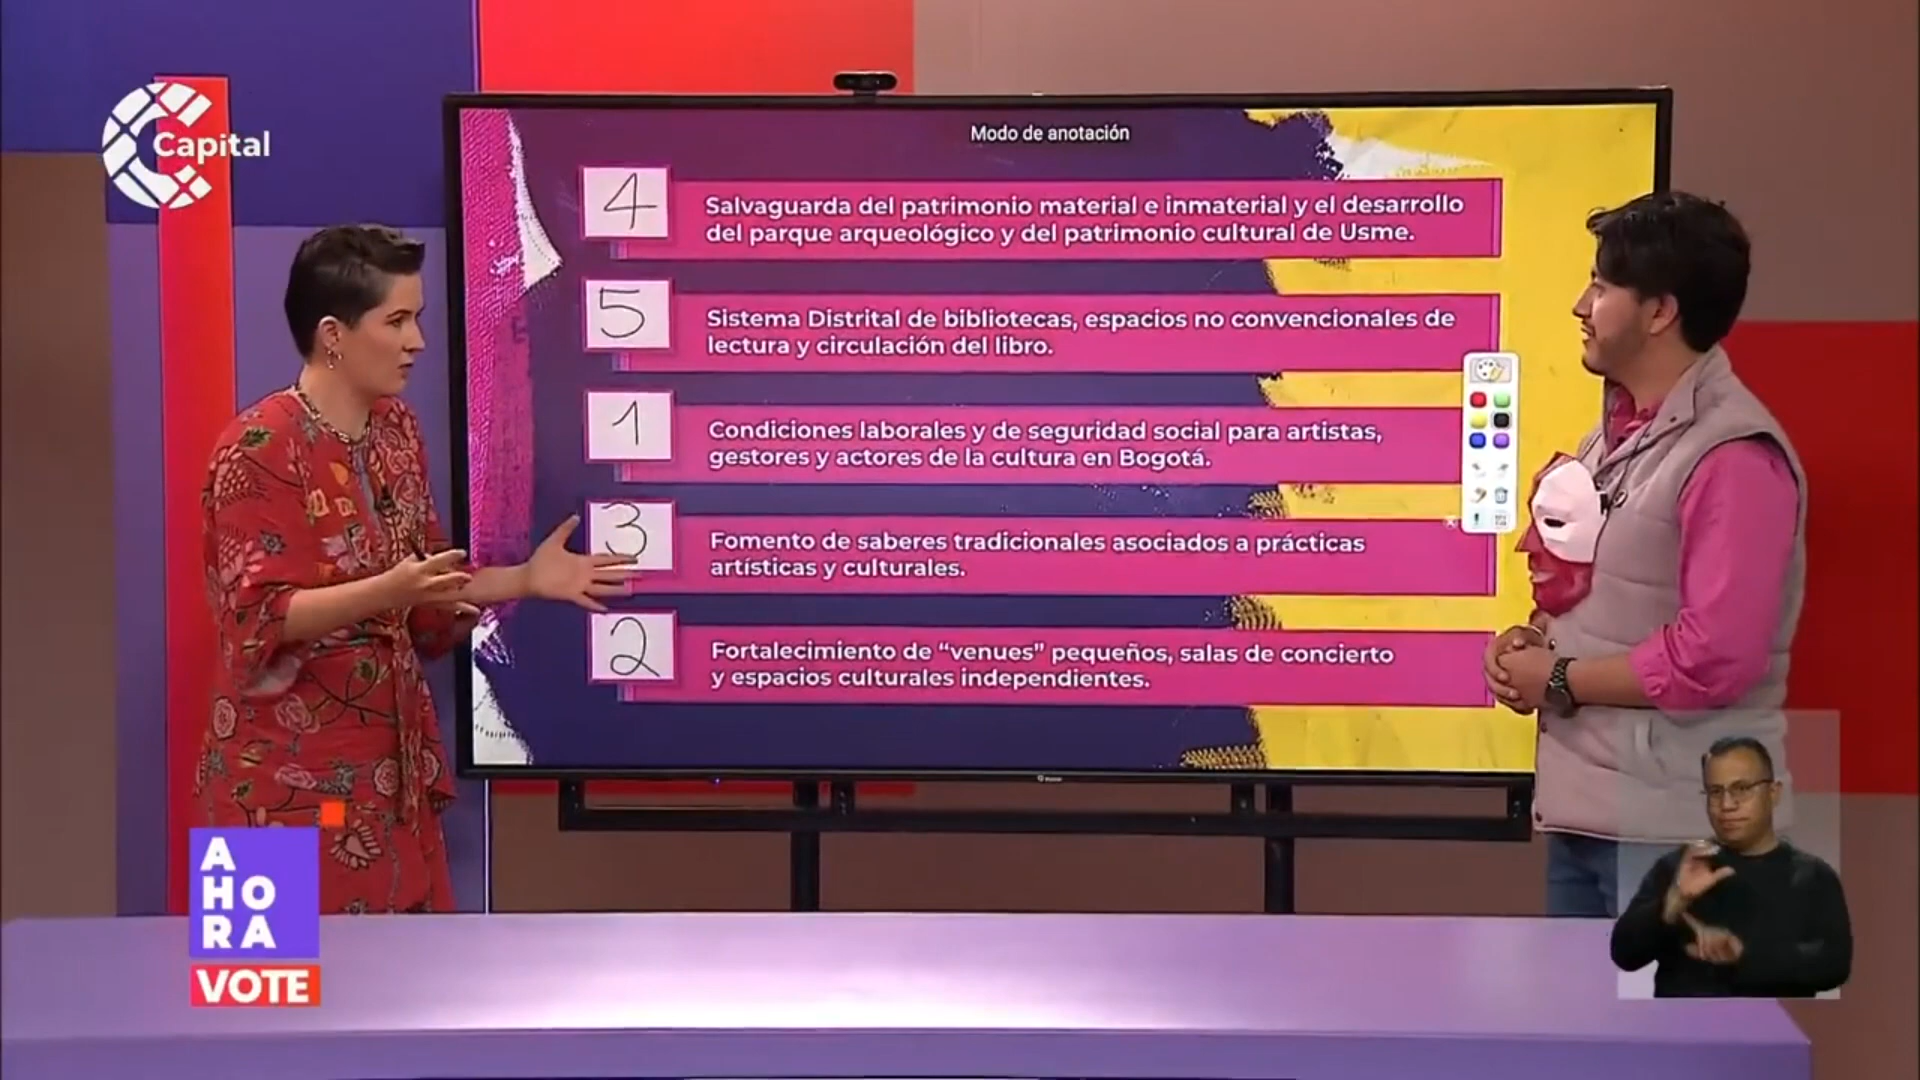 Capital
Modo de anotación
4
Salvaguarda del patrimonio material e inmaterial y el desarrollo
del parque arqueológico y del patrimonio cultural de Usme.
5
Sistema Distrital de bibliotecas, espacios no convencionales de
lectura y circulación del libro.
1
Condiciones laborales y de seguridad social para artistas,
gestores y actores de la cultura en Bogotá.
3
Fomento de saberes tradicionales asociados a prácticas
artísticas y culturales.
2
Fortalecimiento de “venues” pequeños, salas de concierto
y espacios culturales independientes.
A
HO
RA
VOTE